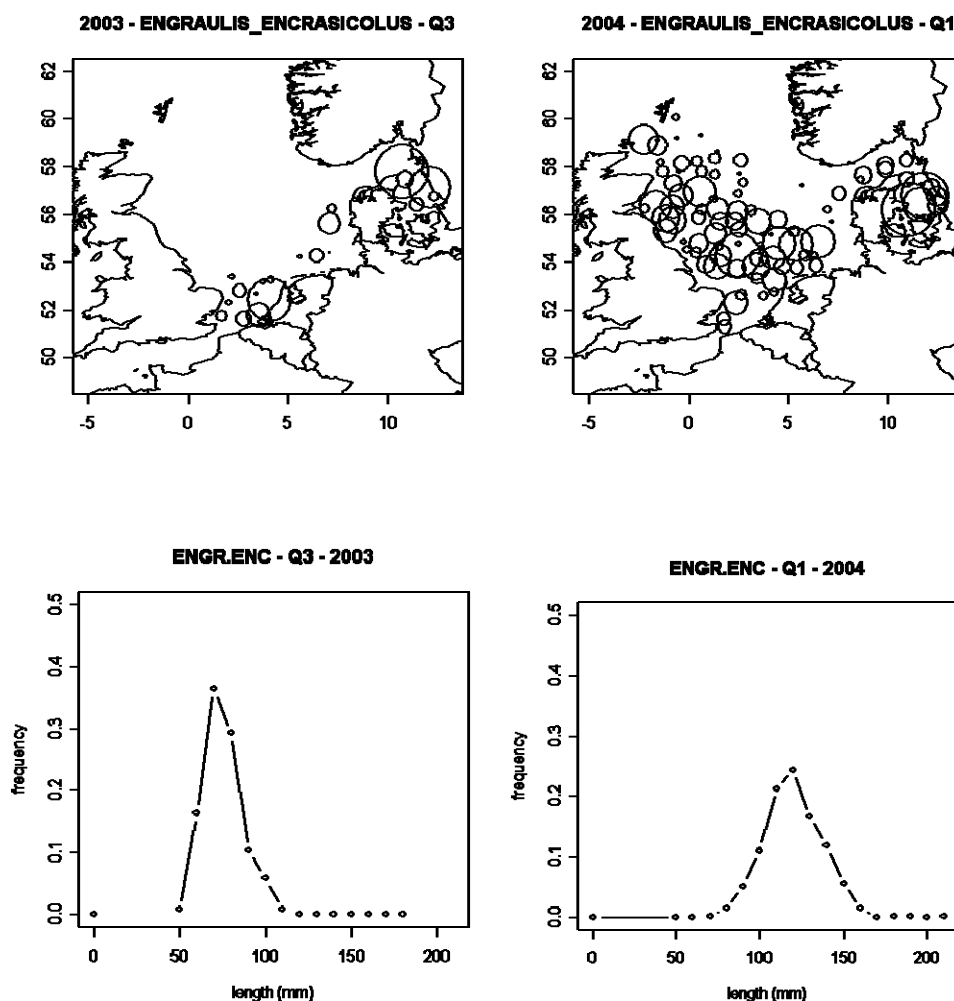 2003 - ENGRAULIS_ENCRASICOLUS - Q3
2004 - ENGRAULIS_ENCRASICOLUS - Q1
62
60
58
56
54
52
50
-5 0 5 10
62
60
58
56
54
52
50
-5 0 5 10
ENGR.ENC - Q3 - 2003
ENGR.ENC - Q1 - 2004
frequency
0.5
0.4
0.3
0.2
0.1
0.0
0 50 100 150 200
length (mm)
frequency
0.5
0.4
0.3
0.2
0.1
0.0
0 50 100 150 200
length (mm)